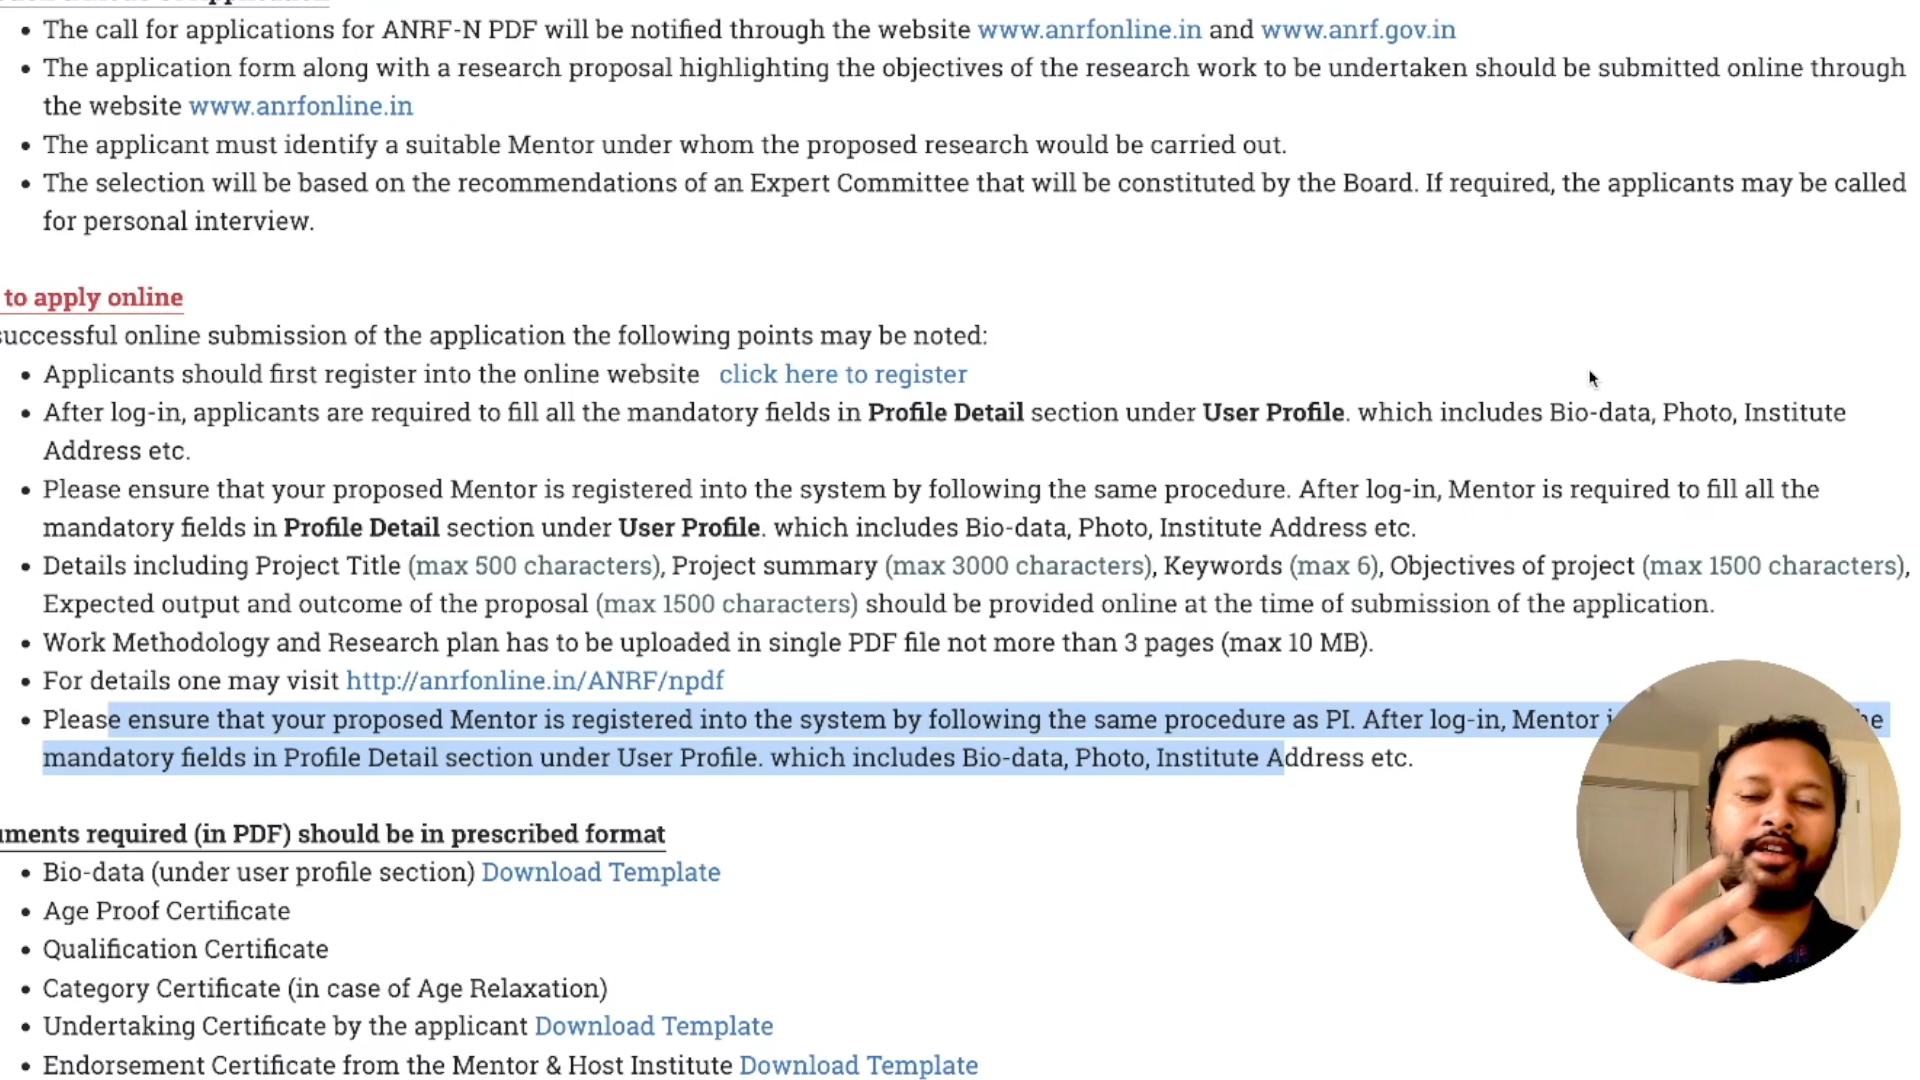 The call for applications for ANRF-N PDF will be notified through the website www.anrfonline.in and www.anrf.gov.in
The application form along with a research proposal highlighting the objectives of the research work to be undertaken should be submitted online through
the website www.anrfonline.in
The applicant must identify a suitable Mentor under whom the proposed research would be carried out.
The selection will be based on the recommendations of an Expert Committee that will be constituted by the Board. If required, the applicants may be called
for personal interview.
to apply online
successful online submission of the application the following points may be noted:
Applicants should first register into the online website click here to register
After log-in, applicants are required to fill all the mandatory fields in Profile Detail section under User Profile. which includes Bio-data, Photo, Institute
Address etc.
Please ensure that your proposed Mentor is registered into the system by following the same procedure. After log-in, Mentor is required to fill all the
mandatory fields in Profile Detail section under User Profile. which includes Bio-data, Photo, Institute Address etc.
Details including Project Title (max 500 characters), Project summary (max 3000 characters), Keywords (max 6), Objectives of project (max 1500 characters),
Expected output and outcome of the proposal (max 1500 characters) should be provided online at the time of submission of the application.
Work Methodology and Research plan has to be uploaded in single PDF file not more than 3 pages (max 10 MB).
For details one may visit http://anrfonline.in/ANRF/npdf
Please ensure that your proposed Mentor is registered into the system by following the same procedure as PI. After log-in, Mentor
mandatory fields in Profile Detail section under User Profile. which includes Bio-data, Photo, Institute Address etc.
uments required (in PDF) should be in prescribed format
Bio-data (under user profile section) Download Template
Age Proof Certificate
Qualification Certificate
Category Certificate (in case of Age Relaxation)
Undertaking Certificate by the applicant Download Template
Endorsement Certificate from the Mentor & Host Institute Download Template